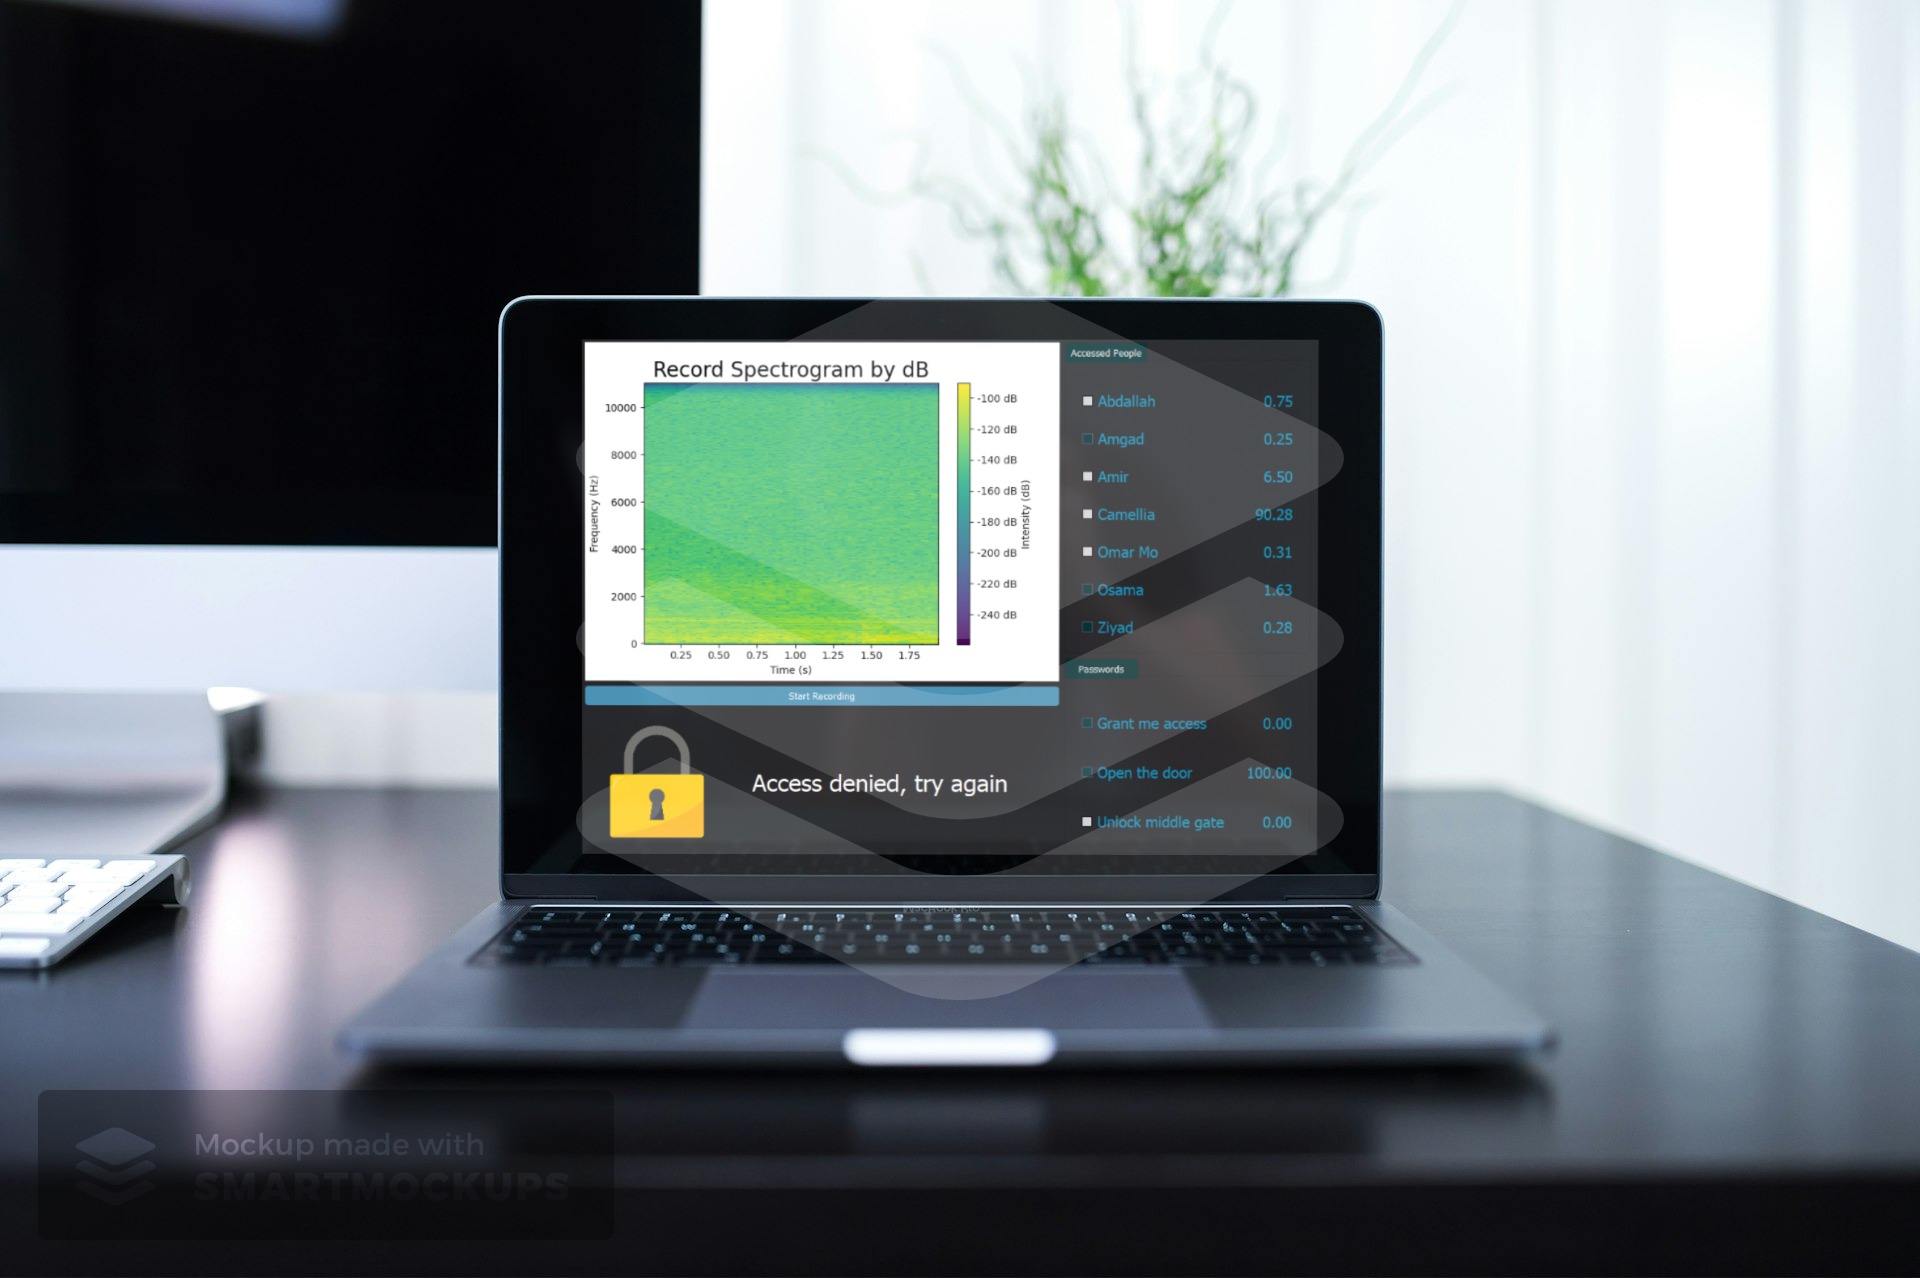 Record Spectrogram by dB
10000
8000
6000
4000
2000
0
Frequency (Hz)
0.25 0.50 0.75 1.00 1.25 1.50 1.75
Time (s)
-100 dB
-120 dB
-140 dB
-160 dB
-180 dB
-200 dB
-220 dB
-240 dB
Intensity (dB)
Start Recording
Access denied, try again
Accessed People
Abdallah 0.75
Amgad 0.25
Amir 6.50
Camellia 90.28
Omar Mo 0.31
Osama 1.63
Ziyad 0.28
Passwords
Grant me access 0.00
Open the door 100.00
Unlock middle gate 0.00
MacBook Pro
Mockup made with
SMARTMOCKUPS